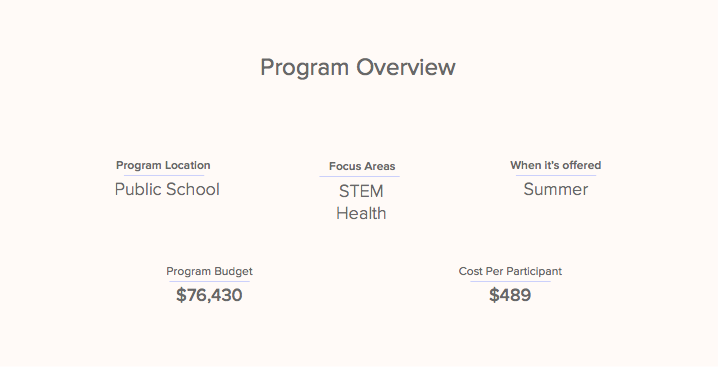 Program Overview
Program Location
Public School
Focus Areas
STEM
Health
When it's offered
Summer
Program Budget
$76,430
Cost Per Participant
$489